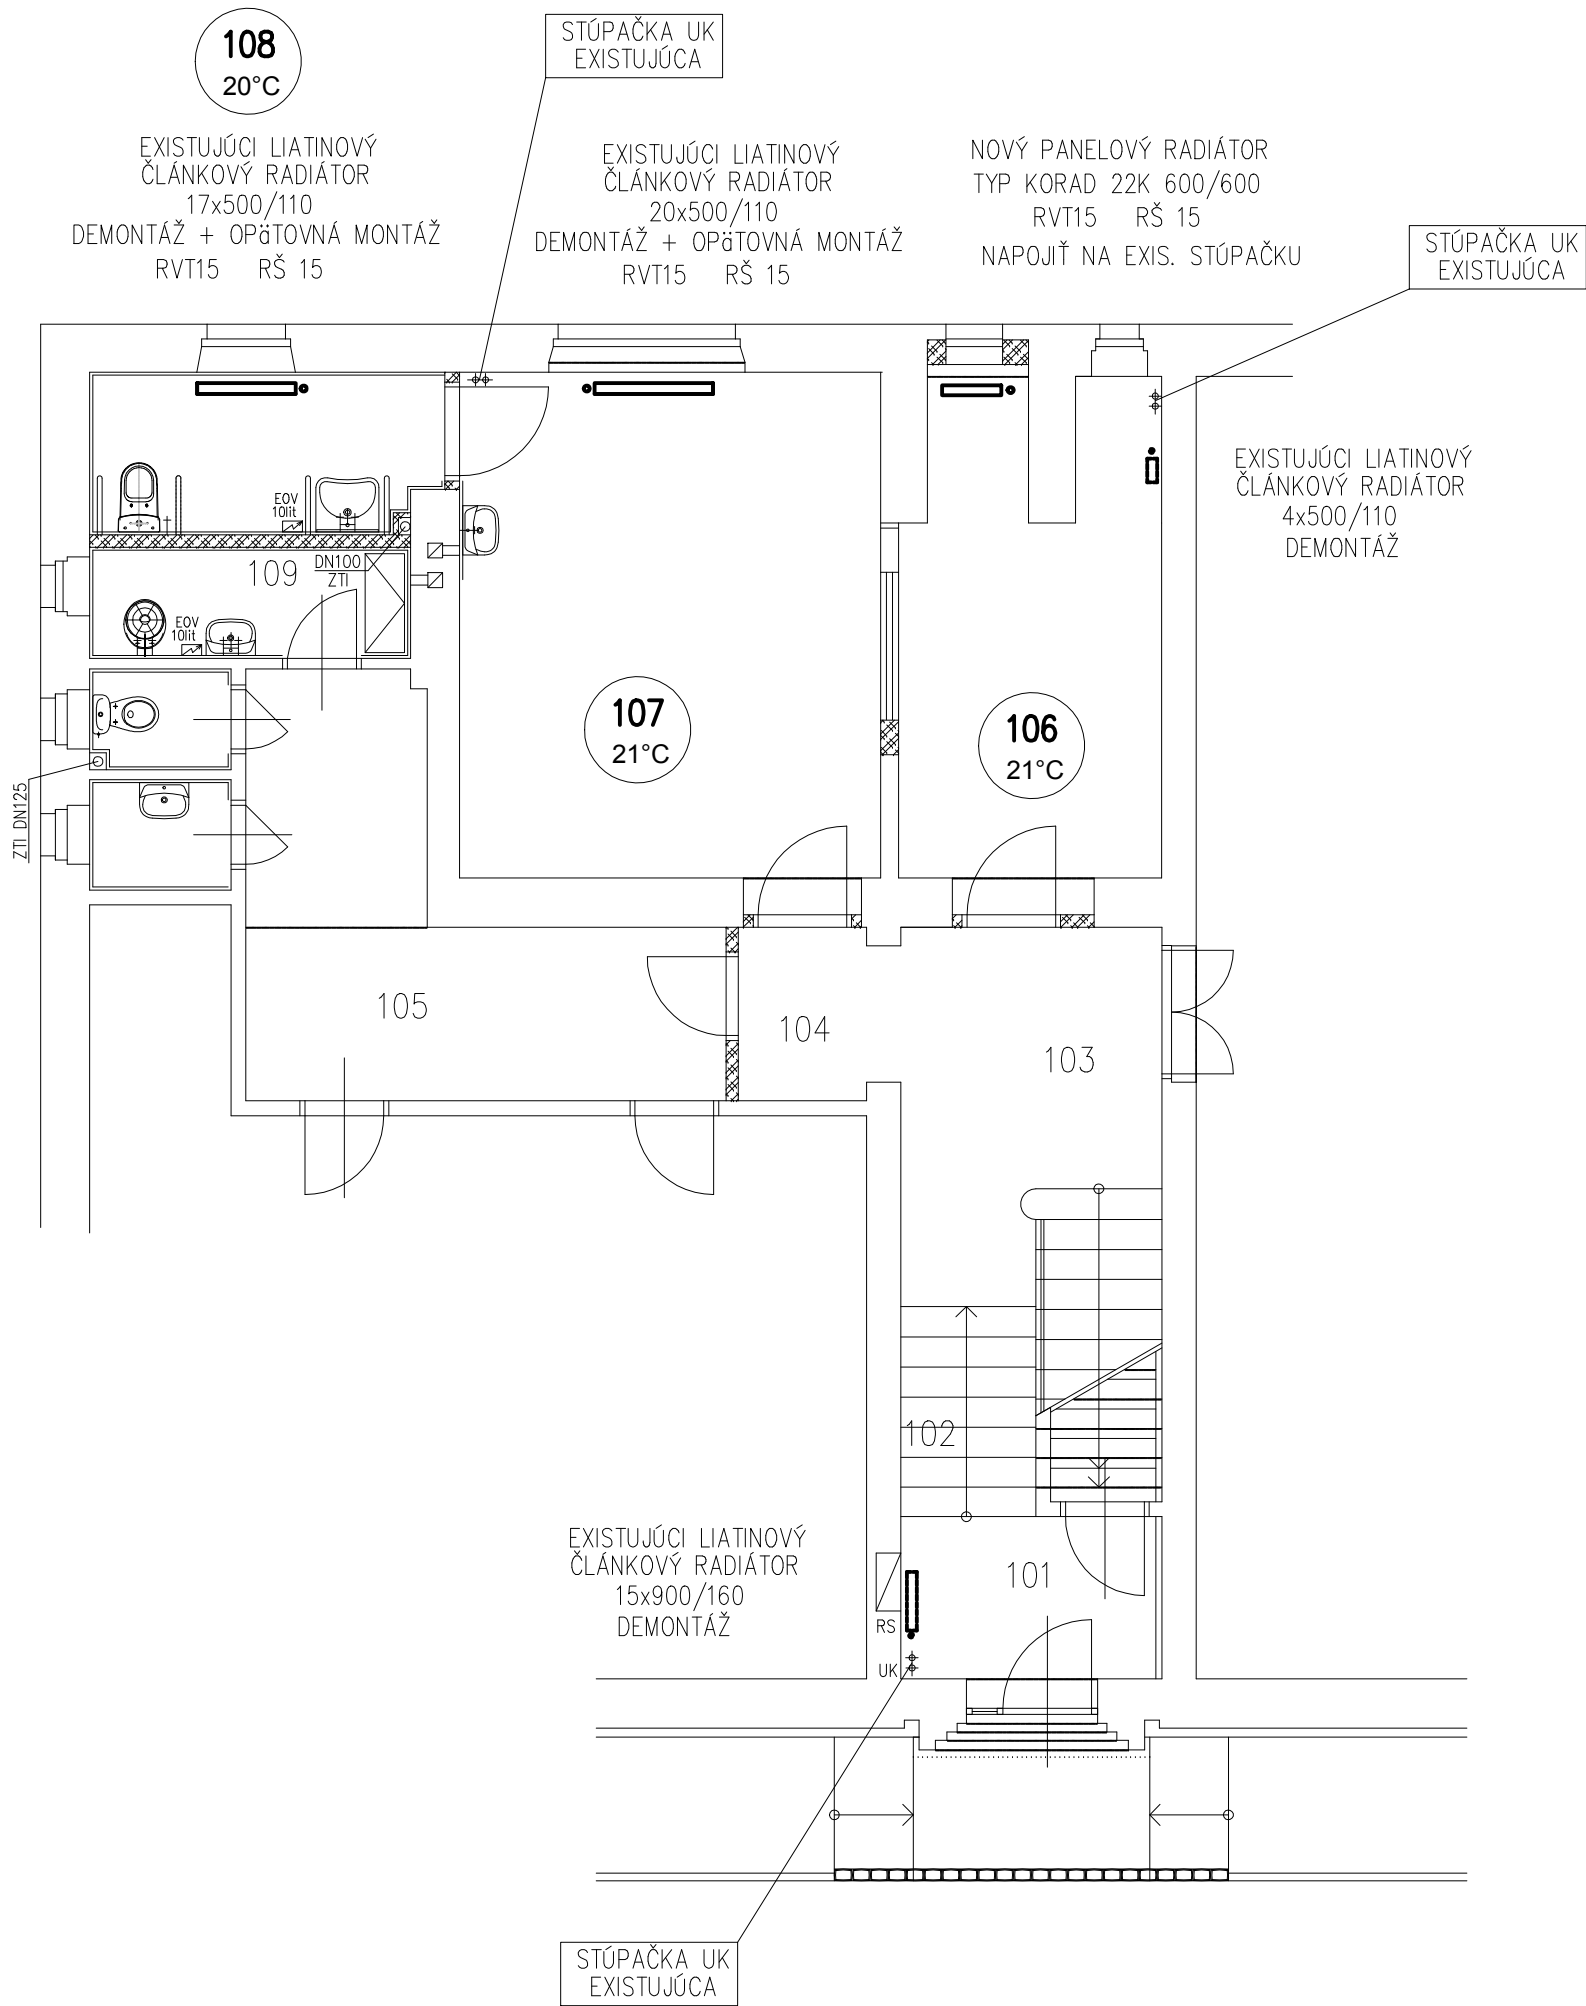 108
20°C
STÚPAČKA UK
EXISTUJÚCA
EXISTUJÚCI LIATINOVÝ
ČLÁNKOVÝ RADIÁTOR
17x500/110
DEMONTÁŽ + OPäTOVNÁ MONTÁŽ
RVT15 RŠ 15
EXISTUJÚCI LIATINOVÝ
ČLÁNKOVÝ RADIÁTOR
20x500/110
DEMONTÁŽ + OPäTOVNÁ MONTÁŽ
RVT15 RŠ 15
NOVÝ PANELOVÝ RADIÁTOR
TYP KORAD 22K 600/600
RVT15 RŠ 15
NAPOJIŤ NA EXIS. STÚPAČKU
STÚPAČKA UK
EXISTUJÚCA
EXISTUJÚCI LIATINOVÝ
ČLÁNKOVÝ RADIÁTOR
4x500/110
DEMONTÁŽ
EOV
10lit
109
DN100
ZTI
EOV
10lit
107
21°C
106
21°C
ZTI DN125
105
104
103
102
EXISTUJÚCI LIATINOVÝ
ČLÁNKOVÝ RADIÁTOR
15x900/160
DEMONTÁŽ
101
RS
UK
STÚPAČKA UK
EXISTUJÚCA